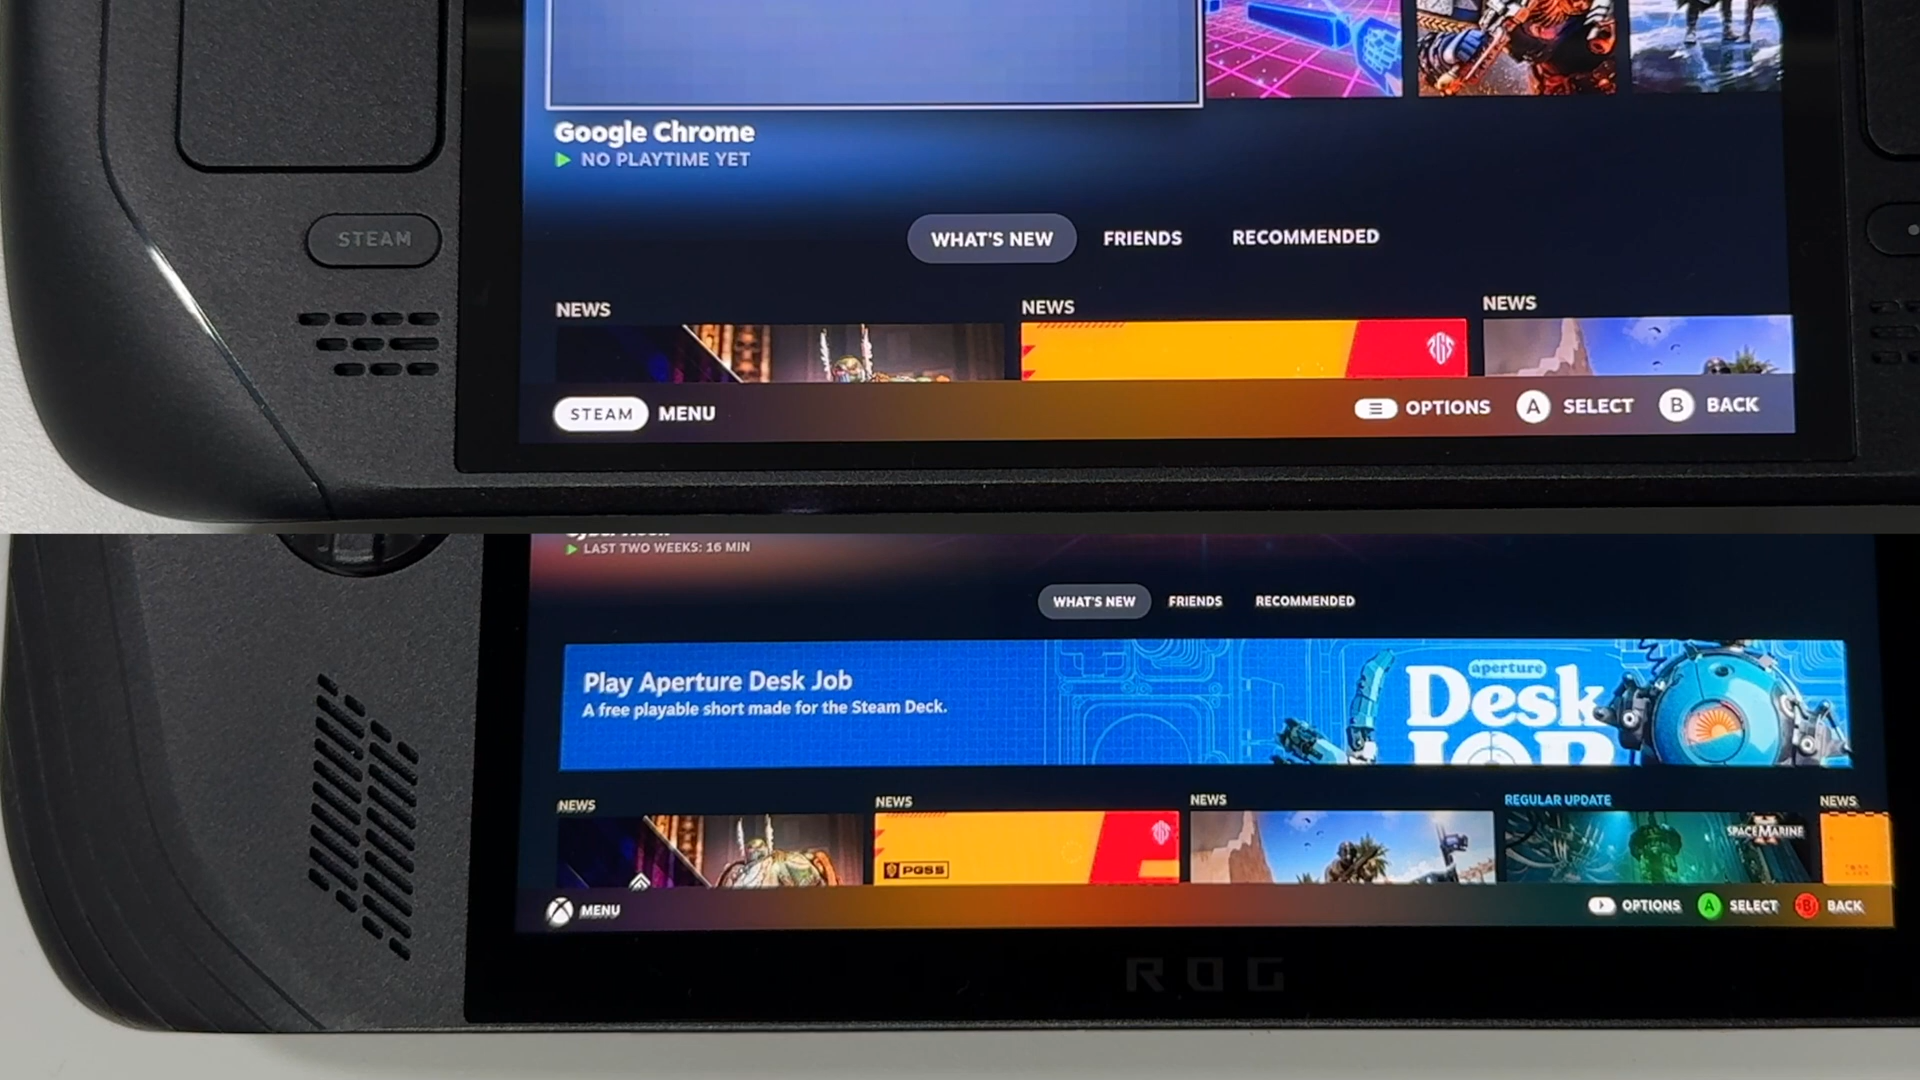 Google Chrome
NO PLAYTIME YET
STEAM
WHAT'S NEW FRIENDS RECOMMENDED
NEWS NEWS NEWS
STEAM MENU OPTIONS A SELECT B BACK
LAST TWO WEEKS: 16 MIN
WHAT'S NEW FRIENDS RECOMMENDED
Play Aperture Desk Job
A free playable short made for the Steam Deck.
aperture
Desk
JOB
NEWS NEWS NEWS REGULAR UPDATE NEWS
SPACE MARINE
PGS5
MENU OPTIONS A SELECT B BACK
ROG